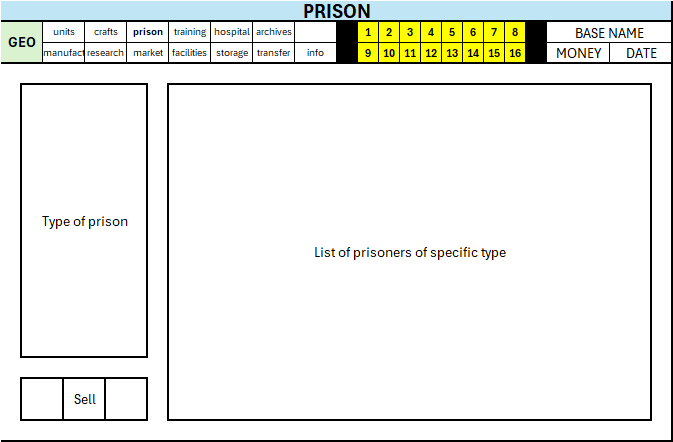 PRISON
GEO
units crafts prison training hospital archives
manufact research market facilities storage transfer info
1 2 3 4 5 6 7 8
9 10 11 12 13 14 15 16
BASE NAME
MONEY DATE
Type of prison
List of prisoners of specific type
Sell